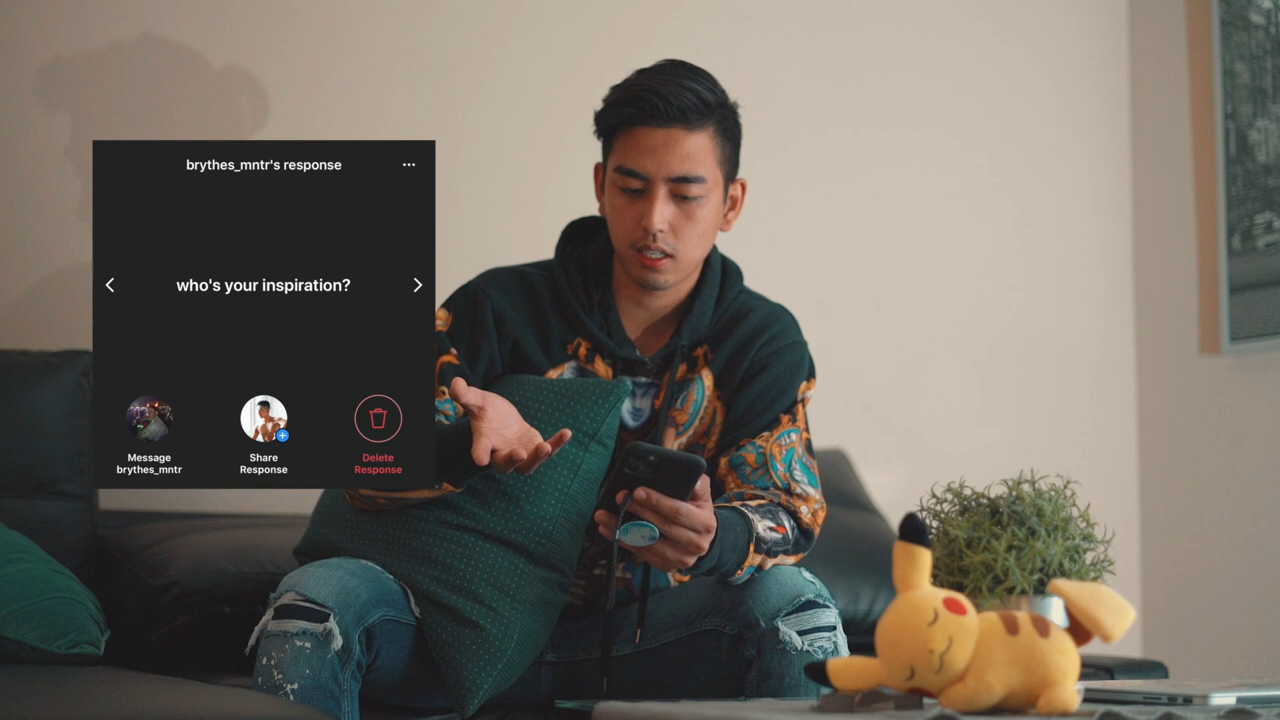 brythes_mntr's response
who's your inspiration?
Message
brythes_mntr
Share
Response
Delete
Response